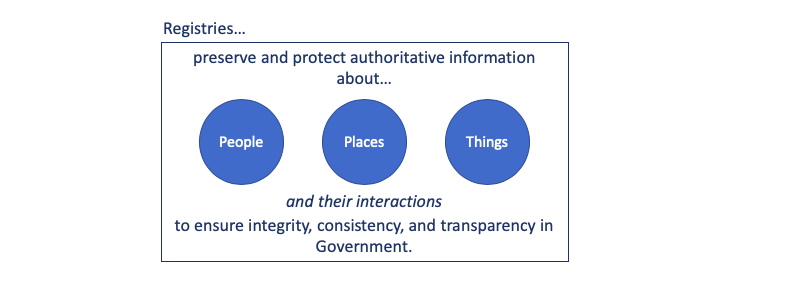 Registries...
preserve and protect authoritative information
about...
People
Places
Things
and their interactions
to ensure integrity, consistency, and transparency in
Government.